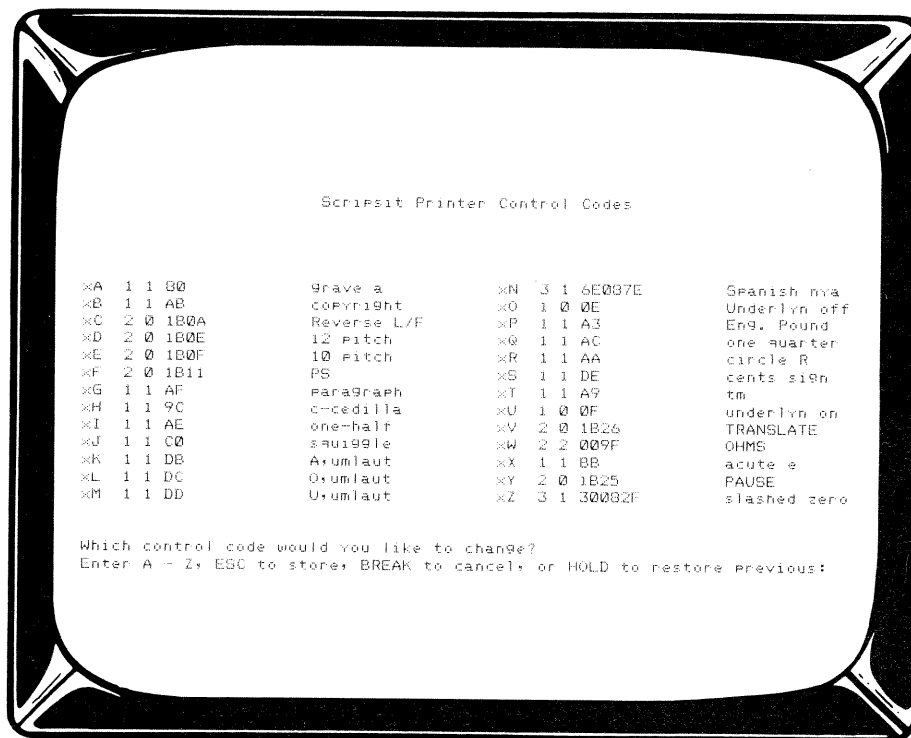 Scripsit Printer Control Codes
×A 1 1 80 grave a ×N 3 1 6E087E Spanish nya
×B 1 1 AB copyright ×O 1 0 0E Underlyn off
×C 2 0 1B0A Reverse L/F ×P 1 1 A3 Eng. Pound
×D 2 0 1B0E 12 pitch ×Q 1 1 AC one quarter
×E 2 0 1B0F 10 pitch ×R 1 1 AA circle R
×F 2 0 1B11 PS ×S 1 1 DE cents sign
×G 1 1 AF paragraph ×T 1 1 A9 tm
×H 1 1 9C c-cedilla ×U 1 0 0F underlyn on
×I 1 1 AE one-half ×V 2 0 1B26 TRANSLATE
×J 1 1 C0 squiggle ×W 2 2 009F OHMS
×K 1 1 DB A,umlaut ×X 1 1 BB acute e
×L 1 1 DC O,umlaut ×Y 2 0 1B25 PAUSE
×M 1 1 DD U,umlaut ×Z 3 1 30082F slashed zero
Which control code would you like to change?
Enter A - Z, ESC to store, BREAK to cancel, or HOLD to restore previous: